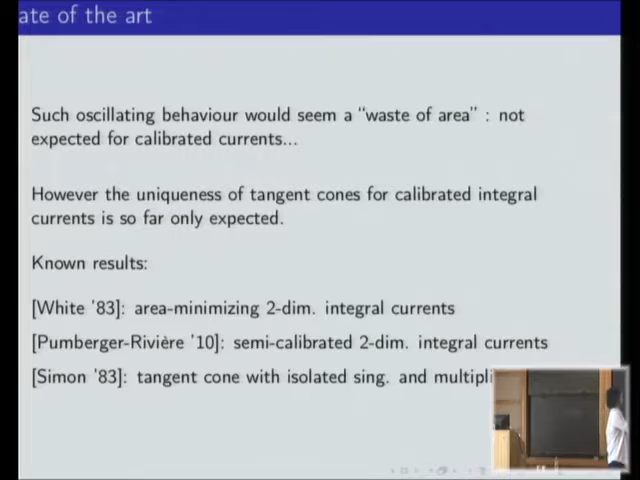 ate of the art
Such oscillating behaviour would seem a “waste of area” : not
expected for calibrated currents...
However the uniqueness of tangent cones for calibrated integral
currents is so far only expected.
Known results:
[White '83]: area-minimizing 2-dim. integral currents
[Pumberger-Rivière '10]: semi-calibrated 2-dim. integral currents
[Simon '83]: tangent cone with isolated sing. and multipli